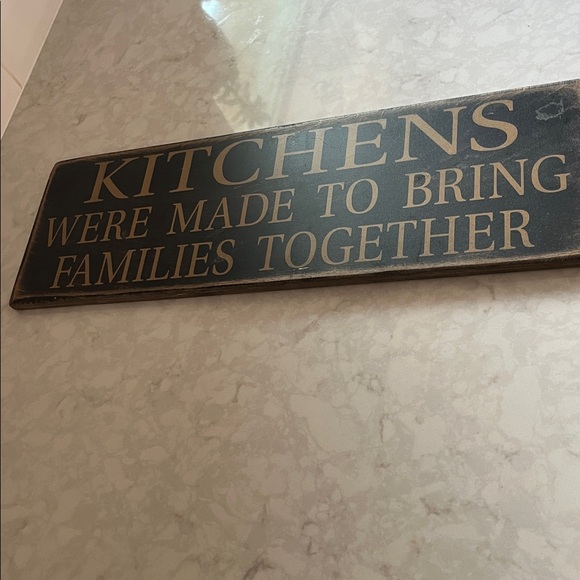 KITCHENS
WERE MADE TO BRING
FAMILIES TOGETHER